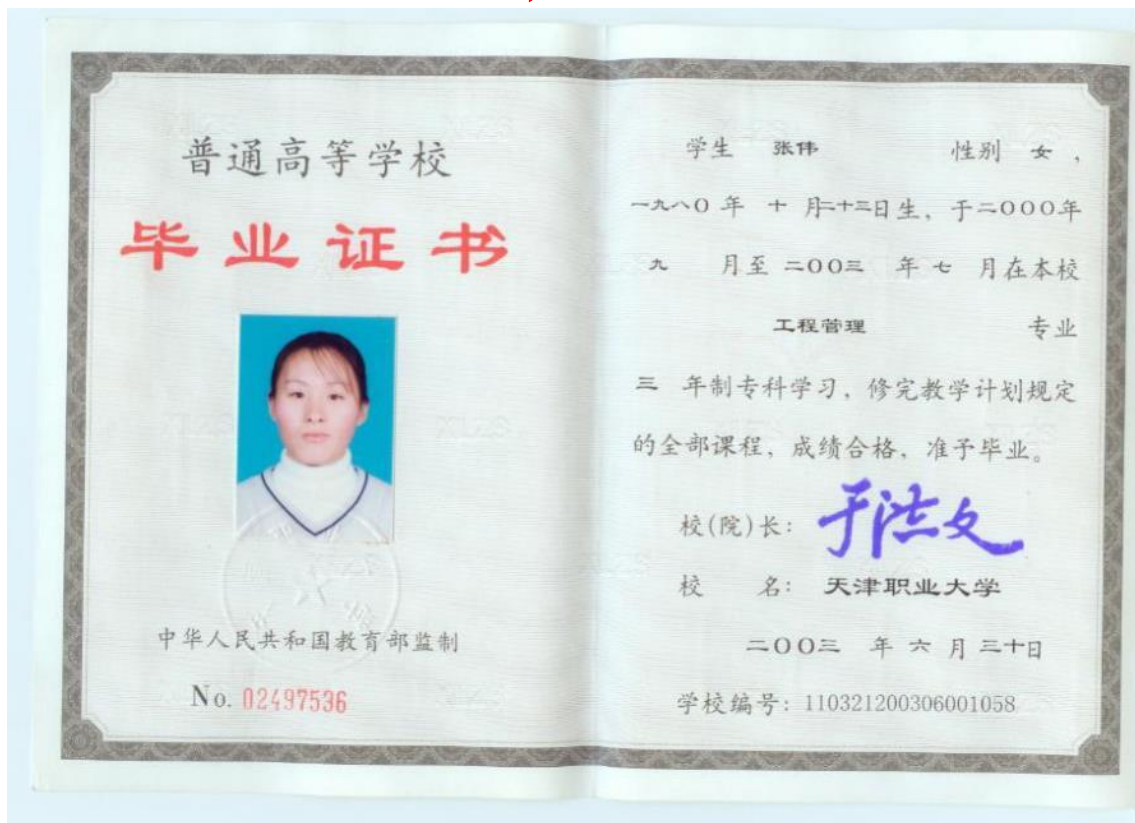 普通高等学校
毕业证书
中华人民共和国教育部监制
No. 02497536
学生 张伟 性别 女，
一九八〇年 十 月二十三日生，于二〇〇〇年
九 月至 二〇〇三 年 七 月在本校
工程管理 专业
三 年制专科学习，修完教学计划规定
的全部课程，成绩合格，准予毕业。
校(院)长：于洪文
校 名：天津职业大学
二〇〇三 年 六 月 三十日
学校编号：110321200306001058